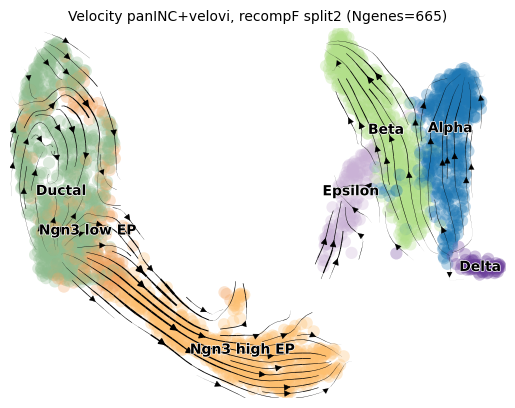 Velocity panINC+velovi, recompF split2 (Ngenes=665)
Beta
Alpha
Ductal
Epsilon
Ngn3 low EP
Delta
Ngn3 high EP